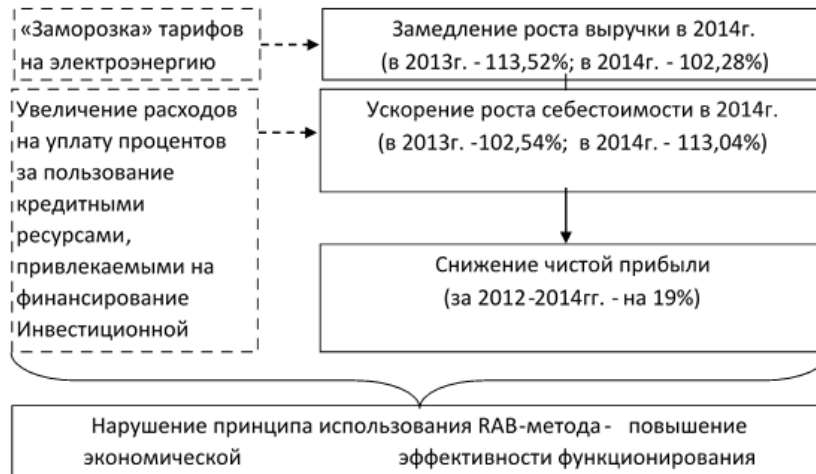 «Заморозка» тарифов
на электроэнергию
Замедление роста выручки в 2014г.
(в 2013г. - 113,52%; в 2014г. - 102,28%)
Увеличение расходов
на уплату процентов
за пользование
кредитными
ресурсами,
привлекаемыми на
финансирование
Инвестиционной
Ускорение роста себестоимости в 2014г.
(в 2013г. -102,54%; в 2014г. - 113,04%)
Снижение чистой прибыли
(за 2012-2014гг. - на 19%)
Нарушение принципа использования RAB-метода - повышение
экономической эффективности функционирования